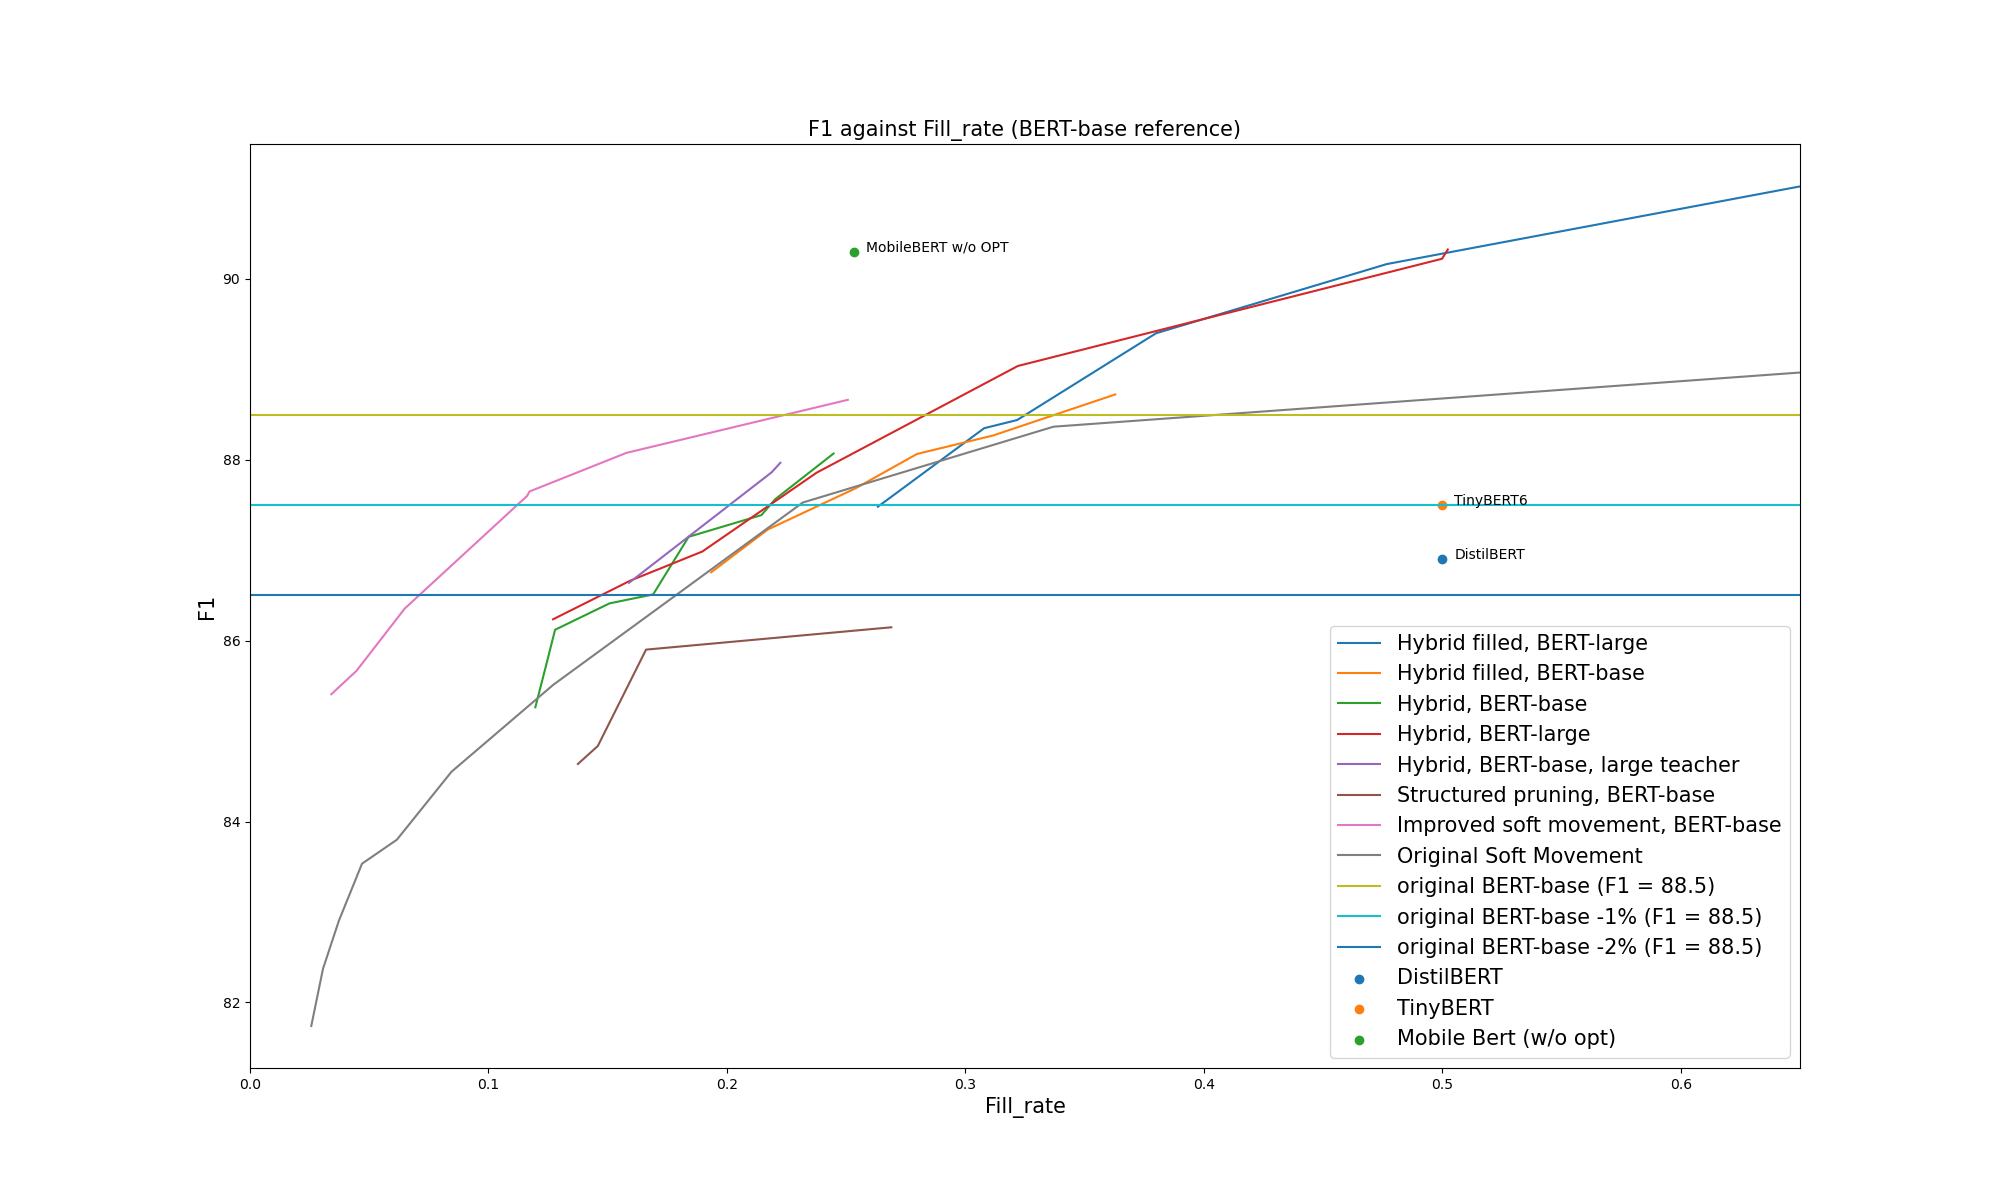 F1 against Fill_rate (BERT-base reference)
F1
90
88
86
84
82
MobileBERT w/o OPT
TinyBERT6
DistilBERT
Hybrid filled, BERT-large
Hybrid filled, BERT-base
Hybrid, BERT-base
Hybrid, BERT-large
Hybrid, BERT-base, large teacher
Structured pruning, BERT-base
Improved soft movement, BERT-base
Original Soft Movement
original BERT-base (F1 = 88.5)
original BERT-base -1% (F1 = 88.5)
original BERT-base -2% (F1 = 88.5)
DistilBERT
TinyBERT
Mobile Bert (w/o opt)
0.0 0.1 0.2 0.3 0.4 0.5 0.6
Fill_rate